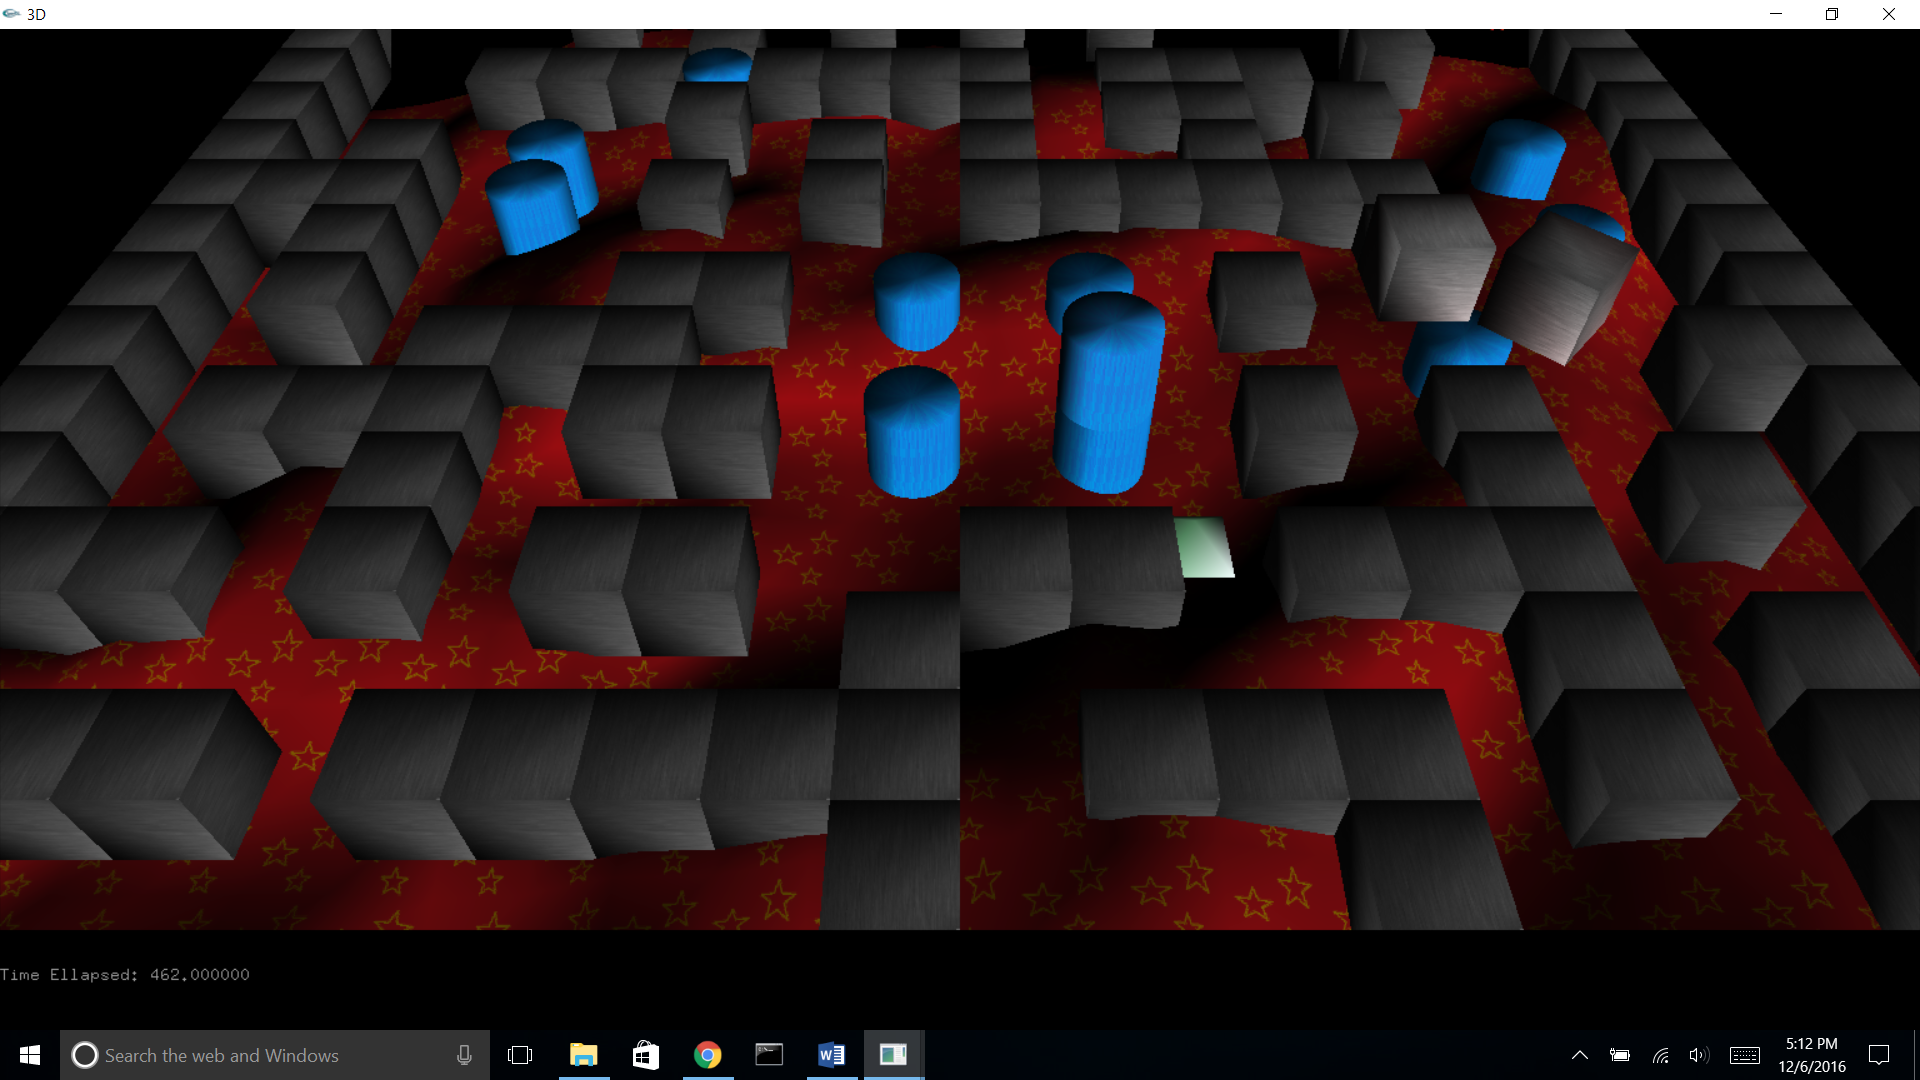 3D
Time Ellapsed: 462.000000
Search the web and Windows
5:12 PM
12/6/2016